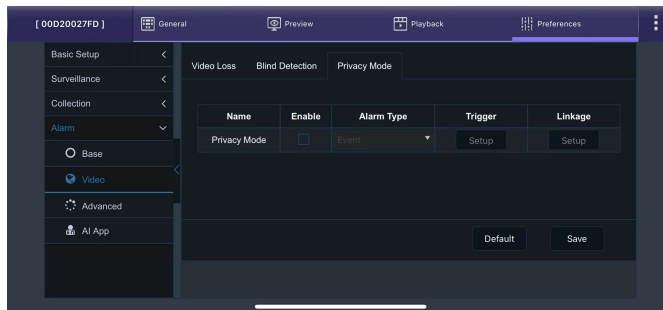 [ 00D20027FD ] General Preview Playback Preferences
Basic Setup
Video Loss Blind Detection Privacy Mode
Surveillance
Collection
Name Enable Alarm Type Trigger Linkage
Alarm
Privacy Mode Event Setup Setup
Base
Video
Advanced
AI App
Default Save